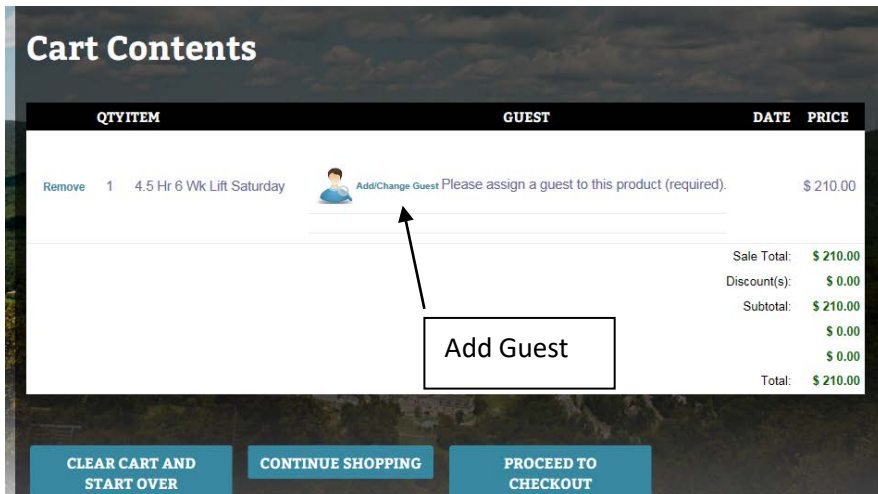 Cart Contents
QTY ITEM GUEST DATE PRICE
Remove 1 4.5 Hr 6 Wk Lift Saturday Add/Change Guest Please assign a guest to this product (required). $ 210.00
Sale Total: $ 210.00
Discount(s): $ 0.00
Subtotal: $ 210.00
$ 0.00
$ 0.00
Total: $ 210.00
Add Guest
CLEAR CART AND
START OVER
CONTINUE SHOPPING
PROCEED TO
CHECKOUT